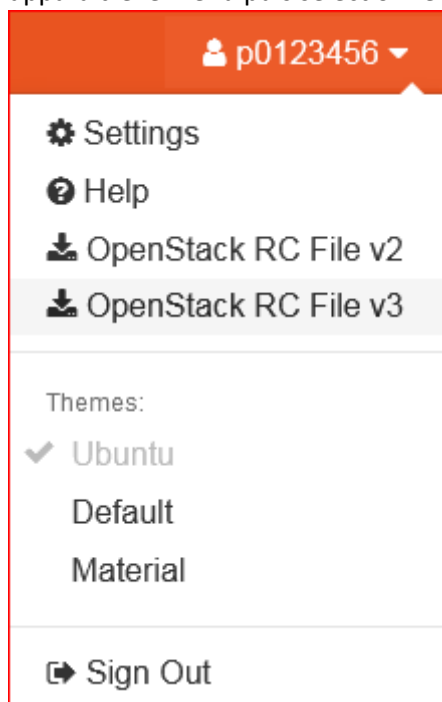 p0123456
Settings
Help
OpenStack RC File v2
OpenStack RC File v3
Themes:
Ubuntu
Default
Material
Sign Out